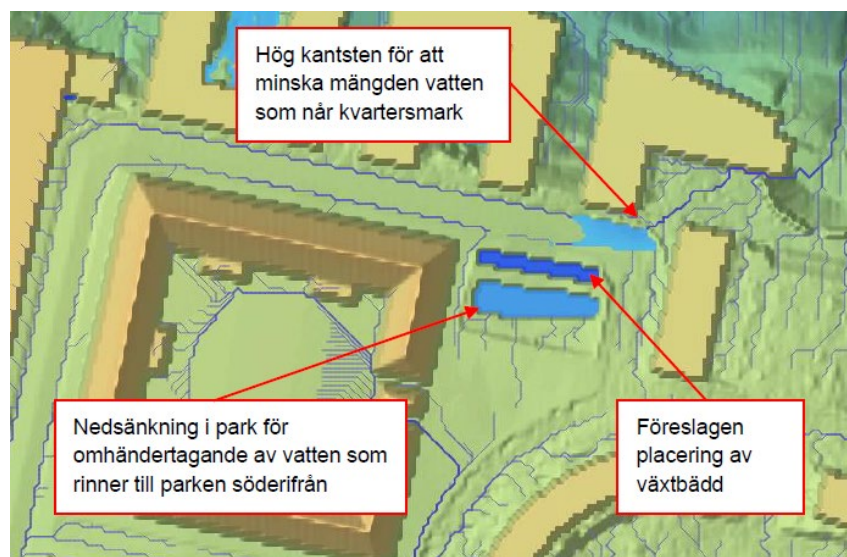 Hög kantsten för att
minska mängden vatten
som når kvartersmark
Nedsänkning i park för
omhändertagande av vatten som
rinner till parken söderifrån
Föreslagen
placering av
växtbädd